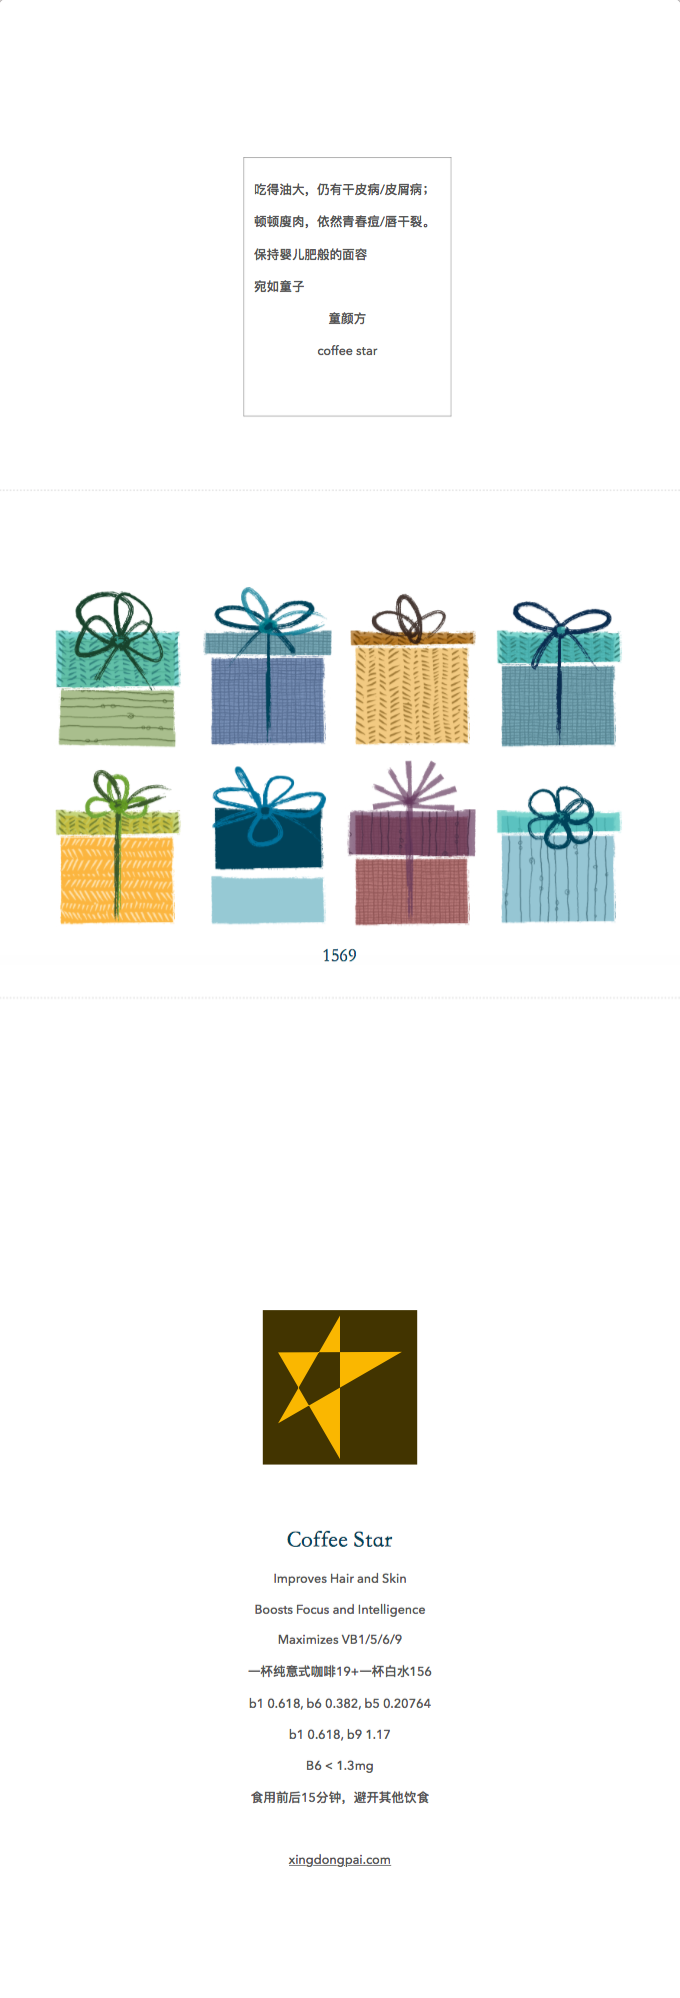 吃得油大，仍有干皮病/皮屑病；
顿顿廋肉，依然青春痘/唇干裂。
保持婴儿肥般的面容
宛如童子
童颜方
coffee star
1569
Coffee Star
Improves Hair and Skin
Boosts Focus and Intelligence
Maximizes VB1/5/6/9
一杯纯意式咖啡19+一杯白水156
b1 0.618, b6 0.382, b5 0.20764
b1 0.618, b9 1.17
B6 < 1.3mg
食用前后15分钟，避开其他饮食
xingdongpai.com